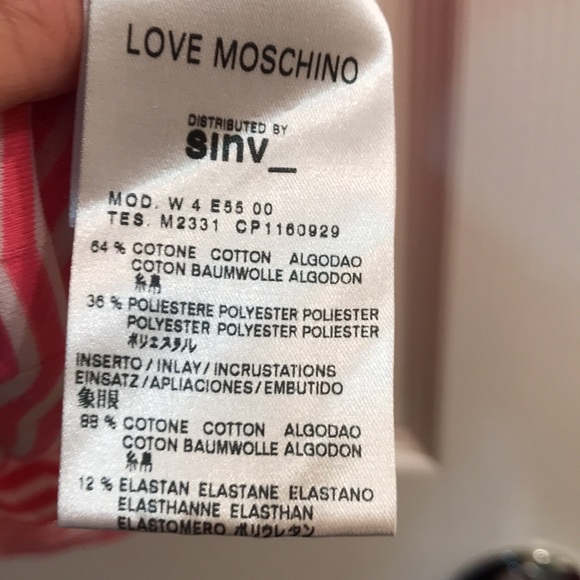 LOVE MOSCHINO
DISTRIBUTED BY
sinv_
MOD. W 4 E55 00
TES. M2331 CP1160929
64 % COTONE COTTON ALGODAO
COTON BAUMWOLLE ALGODON
綿
36 % POLIESTERE POLYESTER POLIESTER
POLYESTER POLYESTER POLIESTER
ポリエステル
INSERTO / INLAY / INCRUSTATIONS
EINSATZ / APLIACIONES / EMBUTIDO
象眼
88 % COTONE COTTON ALGODAO
COTON BAUMWOLLE ALGODON
綿
12 % ELASTAN ELASTANE ELASTANO
ELASTHANNE ELASTHAN
ELASTOMERO ポリウレタン